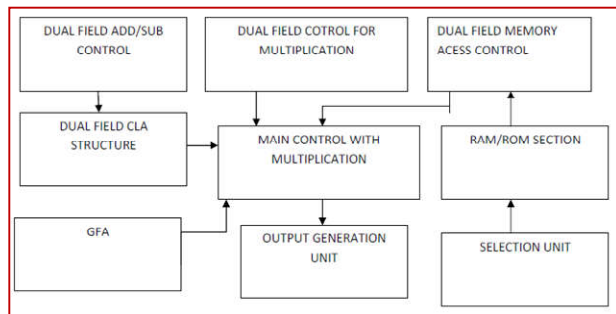 DUAL FIELD ADD/SUB
CONTROL
DUAL FIELD COTROL FOR
MULTIPLICATION
DUAL FIELD MEMORY
ACESS CONTROL
DUAL FIELD CLA
STRUCTURE
MAIN CONTROL WITH
MULTIPLICATION
RAM/ROM SECTION
GFA
OUTPUT GENERATION
UNIT
SELECTION UNIT